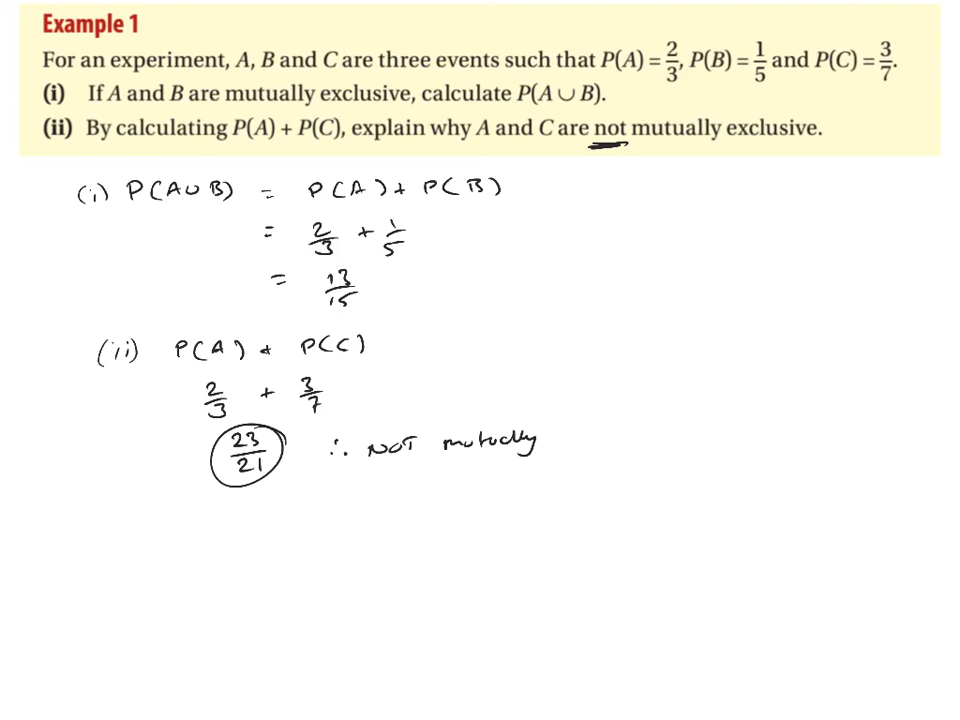 Example 1
For an experiment, A, B and C are three events such that P(A) = 2/3, P(B) = 1/5 and P(C) = 3/7.
(i) If A and B are mutually exclusive, calculate P(A ∪ B).
(ii) By calculating P(A) + P(C), explain why A and C are not mutually exclusive.
(i) P(A∪B) = P(A) + P(B)
= 2/3 + 1/5
= 13/15
(ii) P(A) + P(C)
2/3 + 3/7
23/21 ∴ NOT mutually